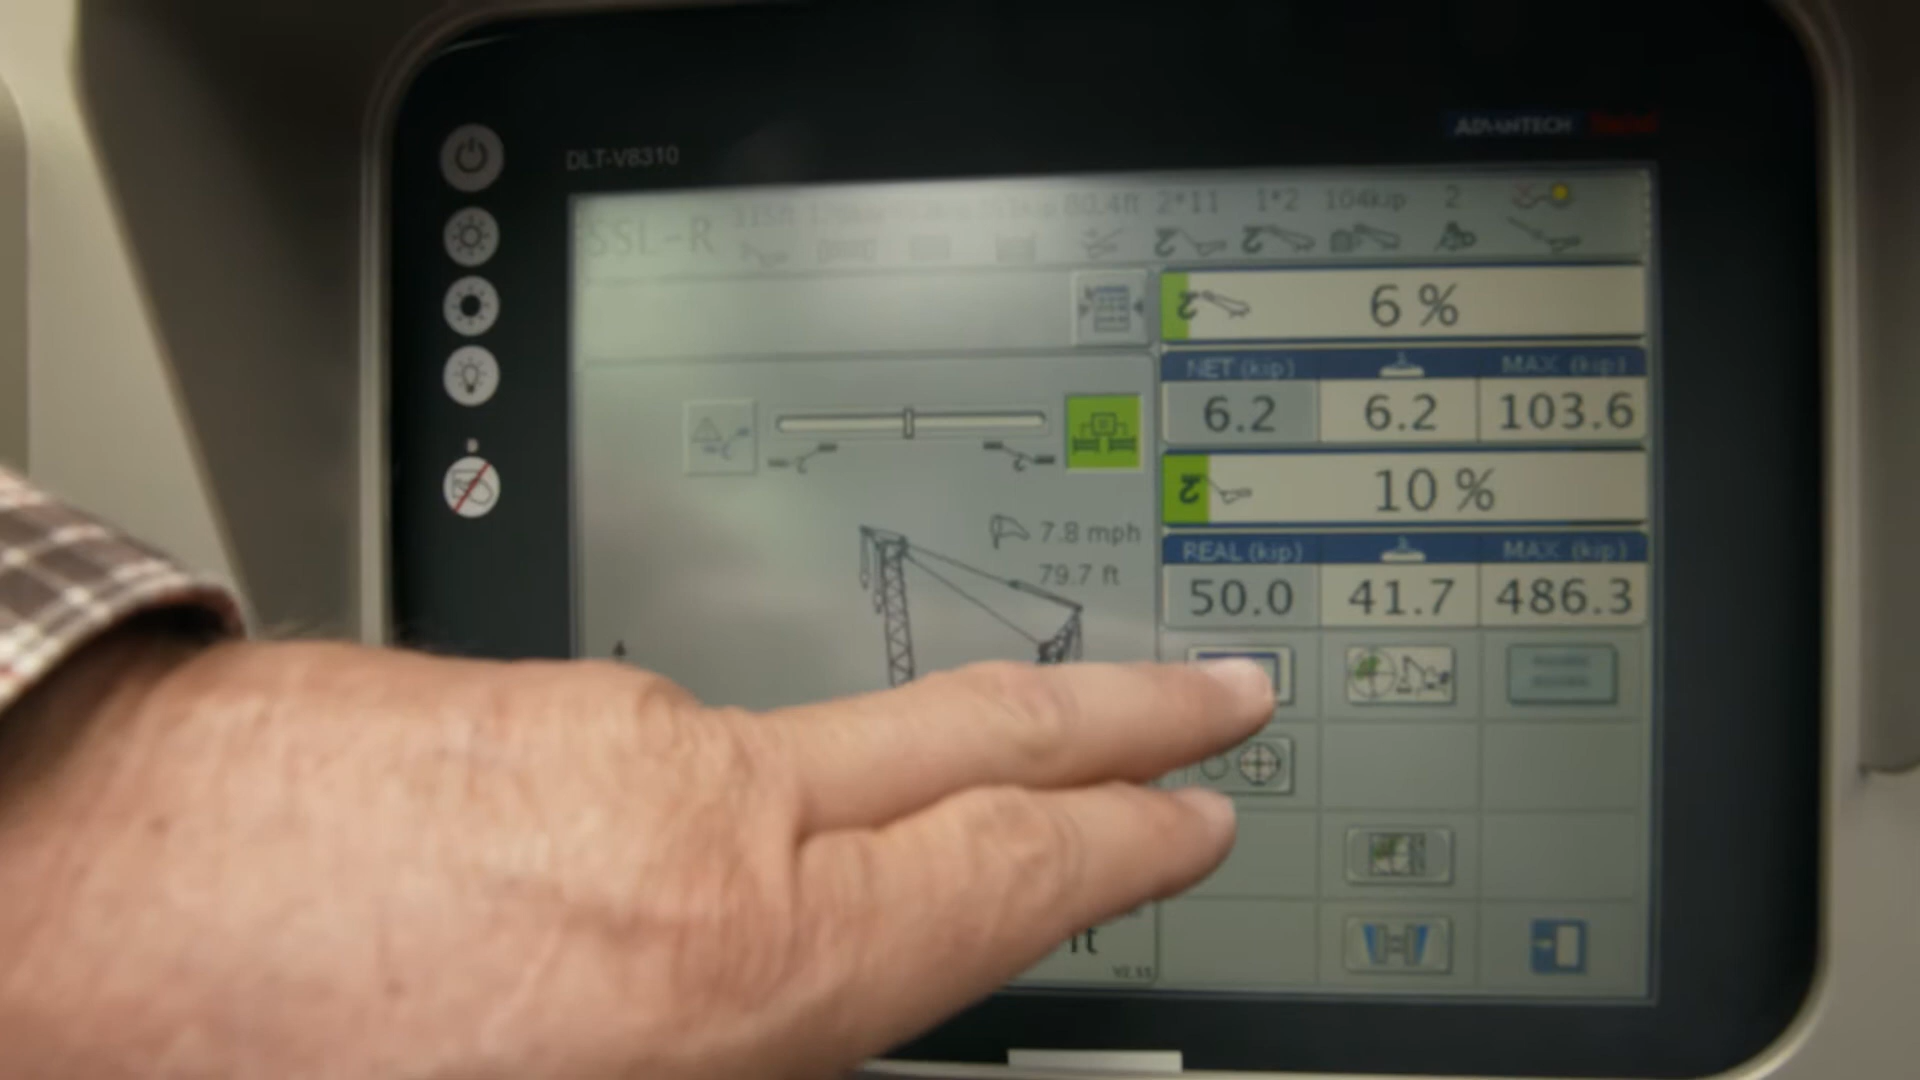 ADVANTECH
DLT-V8310
SSL-R 80.4ft 2*11 1*2 104kip 2
6 %
NET (kip) MAX (kip)
6.2 6.2 103.6
10 %
7.8 mph
REAL (kip) MAX (kip)
79.7 ft
50.0 41.7 486.3
ft